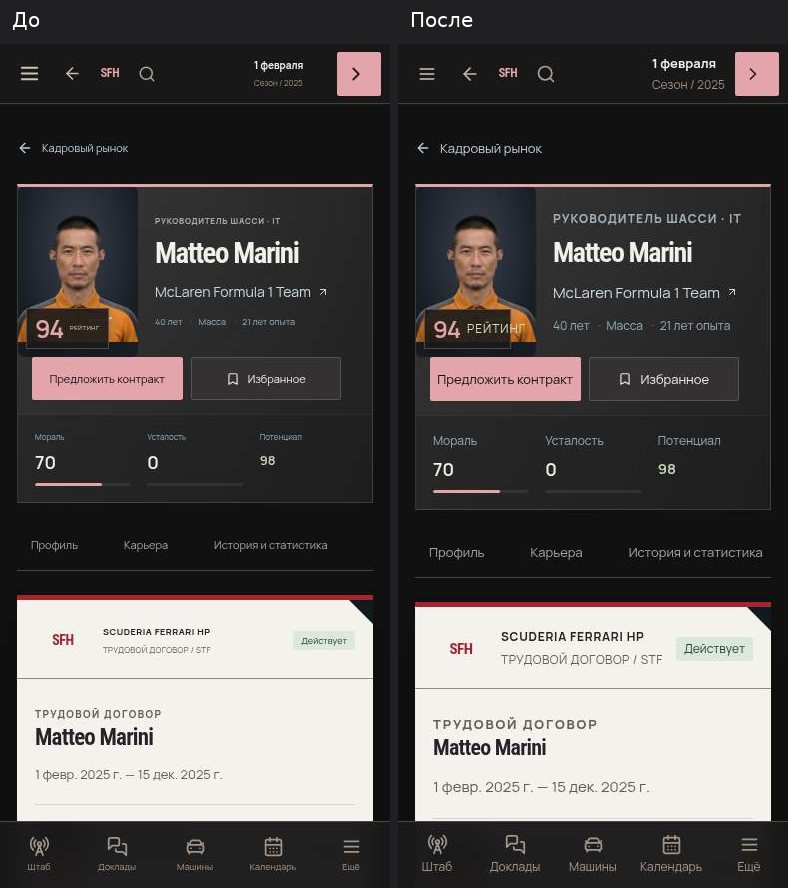 До
SFH
1 февраля
Сезон / 2025
Кадровый рынок
РУКОВОДИТЕЛЬ ШАССИ · IT
Matteo Marini
McLaren Formula 1 Team
40 лет · Масса · 21 лет опыта
94 РЕЙТИНГ
Предложить контракт
Избранное
Мораль
Усталость
Потенциал
70
0
98
Профиль
Карьера
История и статистика
SFH
SCUDERIA FERRARI HP
ТРУДОВОЙ ДОГОВОР / STF
Действует
ТРУДОВОЙ ДОГОВОР
Matteo Marini
1 февр. 2025 г. — 15 дек. 2025 г.
Штаб
Доклады
Машины
Календарь
Ещё
После
SFH
1 февраля
Сезон / 2025
Кадровый рынок
РУКОВОДИТЕЛЬ ШАССИ · IT
Matteo Marini
McLaren Formula 1 Team
40 лет · Масса · 21 лет опыта
94 РЕЙТИНГ
Предложить контракт
Избранное
Мораль
Усталость
Потенциал
70
0
98
Профиль
Карьера
История и статистика
SFH
SCUDERIA FERRARI HP
ТРУДОВОЙ ДОГОВОР / STF
Действует
ТРУДОВОЙ ДОГОВОР
Matteo Marini
1 февр. 2025 г. — 15 дек. 2025 г.
Штаб
Доклады
Машины
Календарь
Ещё